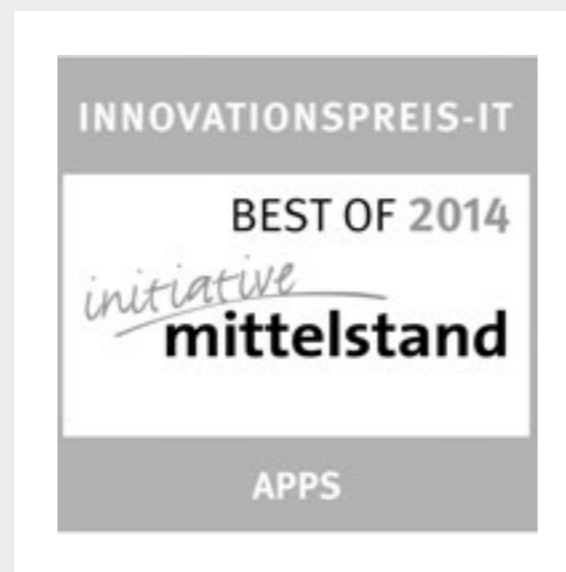 INNOVATIONSPREIS-IT
BEST OF 2014
initiative
mittelstand
APPS